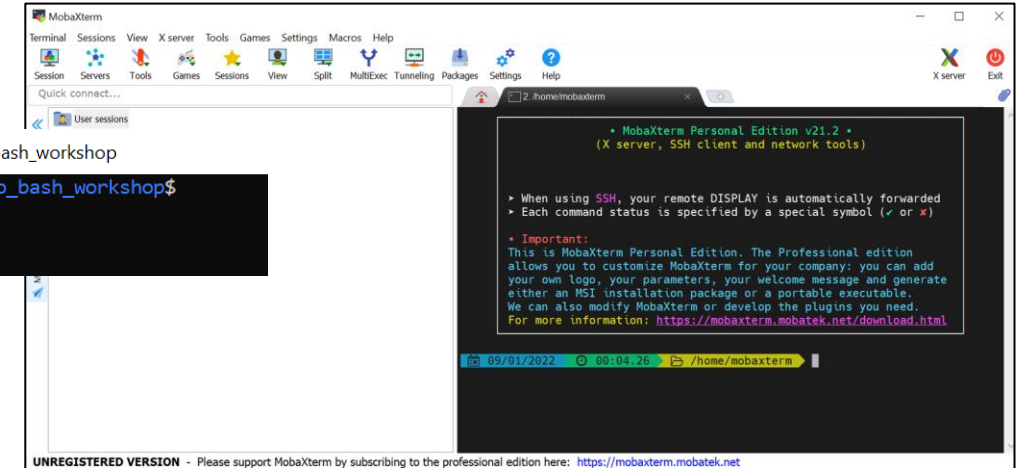 MobaXterm
Terminal Sessions View X server Tools Games Settings Macros Help
Session Servers Tools Games Sessions View Split MultiExec Tunneling Packages Settings Help X server Exit
Quick connect...
2. /home/mobaxterm
User sessions
ash_workshop
o_bash_workshop$
• MobaXterm Personal Edition v21.2 •
(X server, SSH client and network tools)
➤ When using SSH, your remote DISPLAY is automatically forwarded
➤ Each command status is specified by a special symbol (✓ or ✗)
• Important:
This is MobaXterm Personal Edition. The Professional edition
allows you to customize MobaXterm for your company: you can add
your own logo, your parameters, your welcome message and generate
either an MSI installation package or a portable executable.
We can also modify MobaXterm or develop the plugins you need.
For more information: https://mobaxterm.mobatek.net/download.html
09/01/2022 00:04.26 /home/mobaxterm
UNREGISTERED VERSION - Please support MobaXterm by subscribing to the professional edition here: https://mobaxterm.mobatek.net